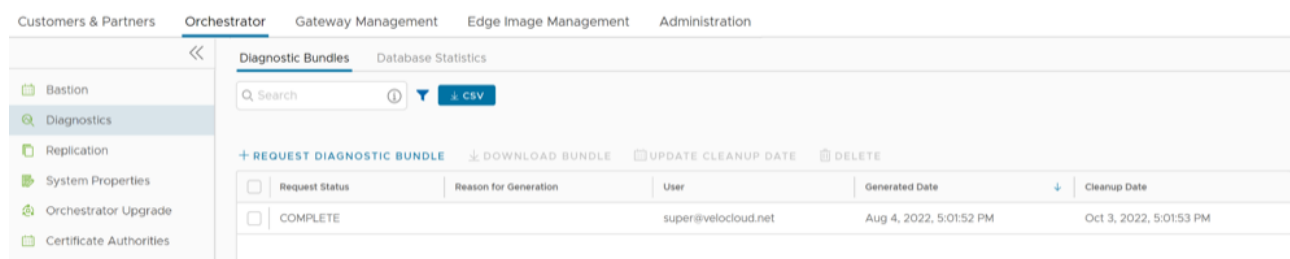 Customers & Partners Orchestrator Gateway Management Edge Image Management Administration
Diagnostic Bundles Database Statistics
Bastion
Diagnostics
Replication
System Properties
Orchestrator Upgrade
Certificate Authorities
Search CSV
+ REQUEST DIAGNOSTIC BUNDLE DOWNLOAD BUNDLE UPDATE CLEANUP DATE DELETE
Request Status Reason for Generation User Generated Date Cleanup Date
COMPLETE super@velocloud.net Aug 4, 2022, 5:01:52 PM Oct 3, 2022, 5:01:53 PM